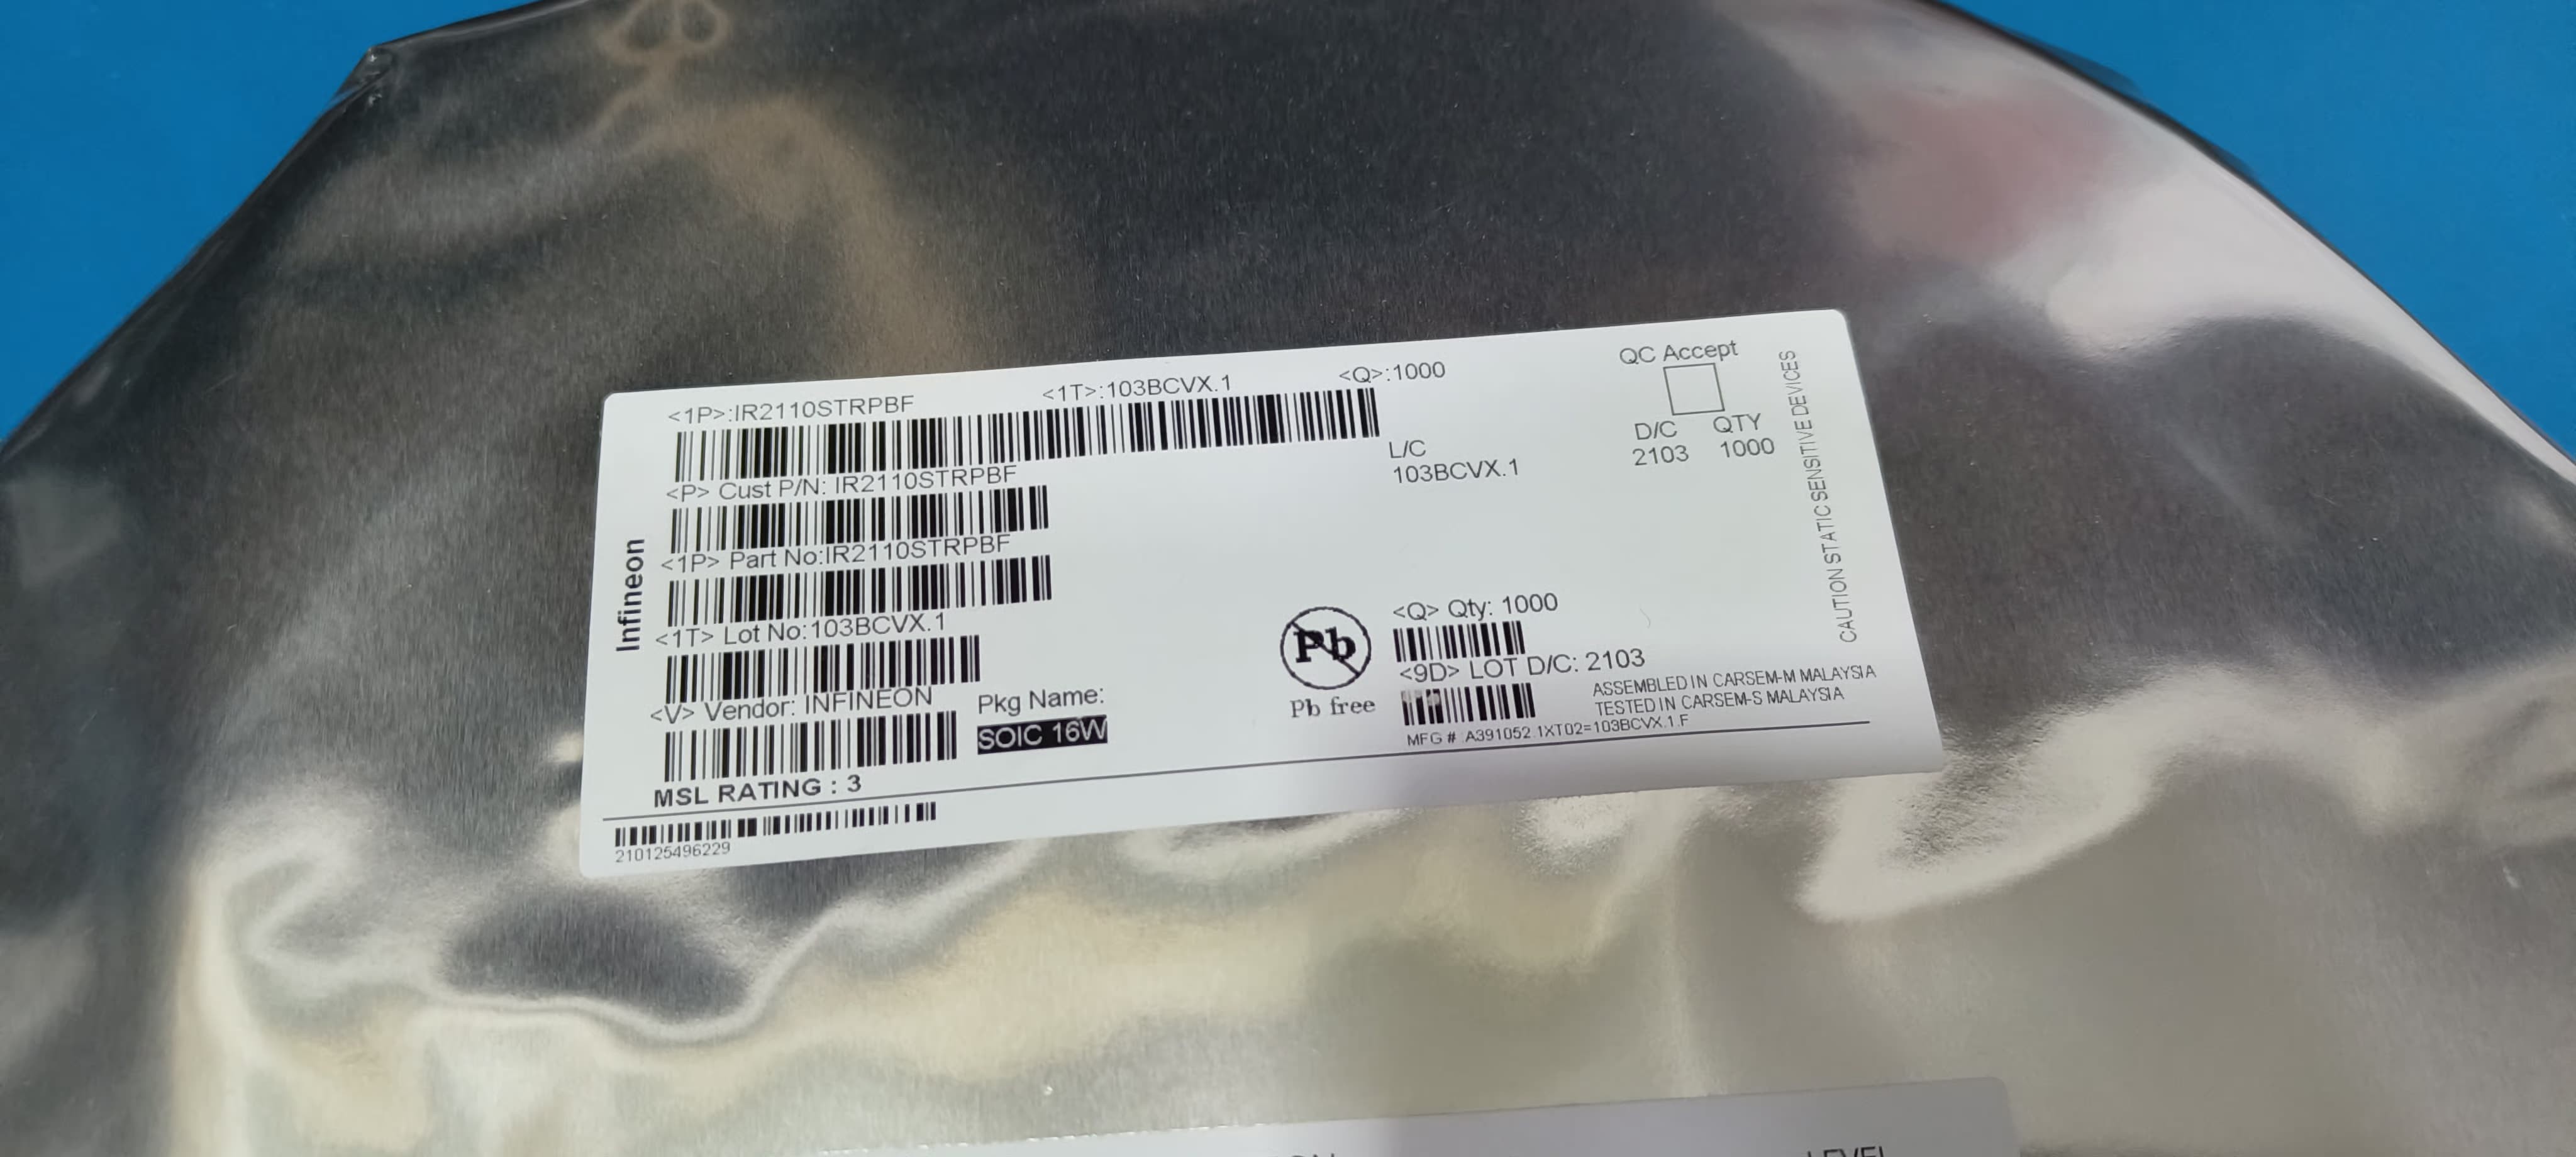 <1P>:IR2110STRPBF <1T>:103BCVX.1 <Q>:1000
QC Accept
L/C
103BCVX.1
D/C QTY
2103 1000
<P> Cust P/N: IR2110STRPBF
<1P> Part No:IR2110STRPBF
<1T> Lot No:103BCVX.1
<V> Vendor: INFINEON
Pkg Name:
SOIC 16W
MSL RATING : 3
210125496229
Infineon
Pb
Pb free
<Q> Qty: 1000
<9D> LOT D/C: 2103
ASSEMBLED IN CARSEM-M MALAYSIA
TESTED IN CARSEM-S MALAYSIA
MFG # :A391052.1XT02=103BCVX.1.F
CAUTION STATIC SENSITIVE DEVICES
LEVEL